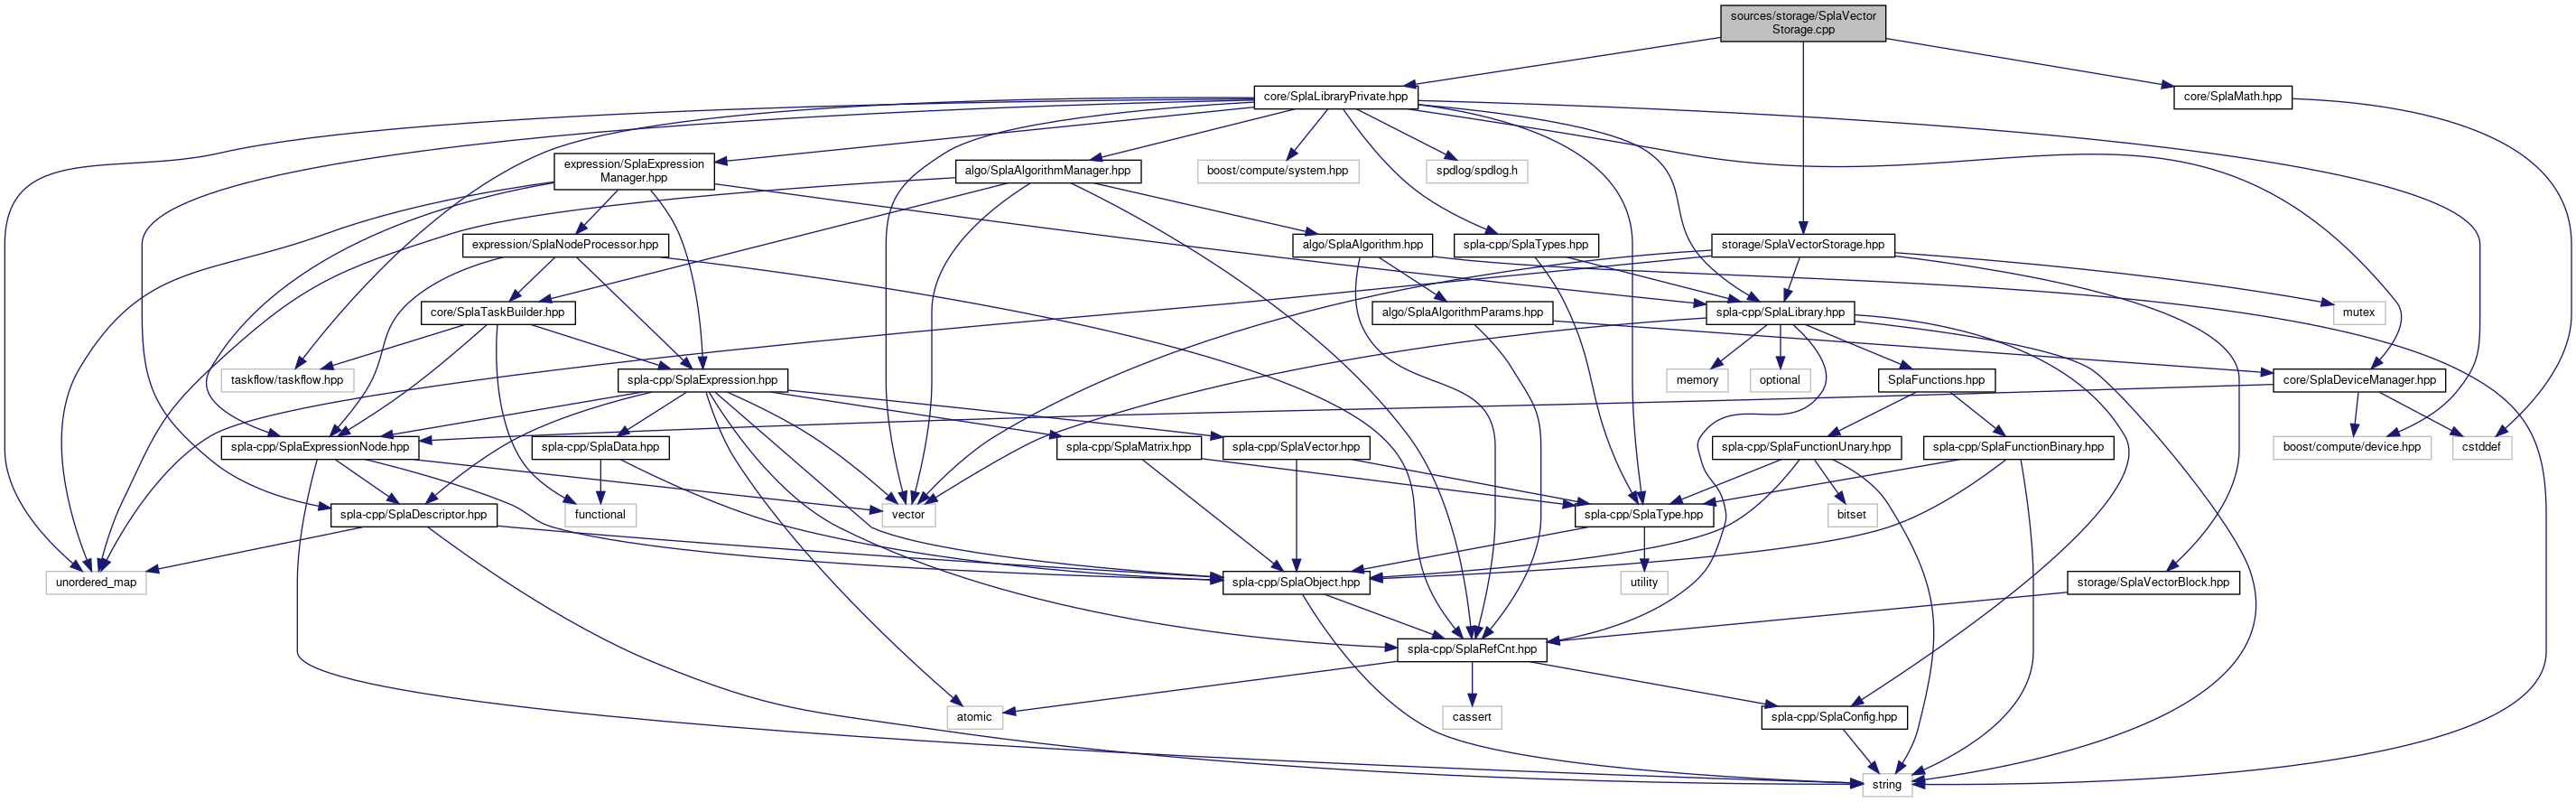 sources/storage/SplaVector
Storage.cpp
core/SplaLibraryPrivate.hpp
core/SplaMath.hpp
expression/SplaExpression
Manager.hpp
algo/SplaAlgorithmManager.hpp
boost/compute/system.hpp
spdlog/spdlog.h
expression/SplaNodeProcessor.hpp
algo/SplaAlgorithm.hpp
spla-cpp/SplaTypes.hpp
storage/SplaVectorStorage.hpp
core/SplaTaskBuilder.hpp
algo/SplaAlgorithmParams.hpp
spla-cpp/SplaLibrary.hpp
mutex
taskflow/taskflow.hpp
spla-cpp/SplaExpression.hpp
memory
optional
SplaFunctions.hpp
core/SplaDeviceManager.hpp
spla-cpp/SplaExpressionNode.hpp
spla-cpp/SplaData.hpp
spla-cpp/SplaMatrix.hpp
spla-cpp/SplaVector.hpp
spla-cpp/SplaFunctionUnary.hpp
spla-cpp/SplaFunctionBinary.hpp
boost/compute/device.hpp
cstddef
spla-cpp/SplaDescriptor.hpp
functional
vector
spla-cpp/SplaType.hpp
bitset
unordered_map
spla-cpp/SplaObject.hpp
utility
storage/SplaVectorBlock.hpp
spla-cpp/SplaRefCnt.hpp
atomic
cassert
spla-cpp/SplaConfig.hpp
string